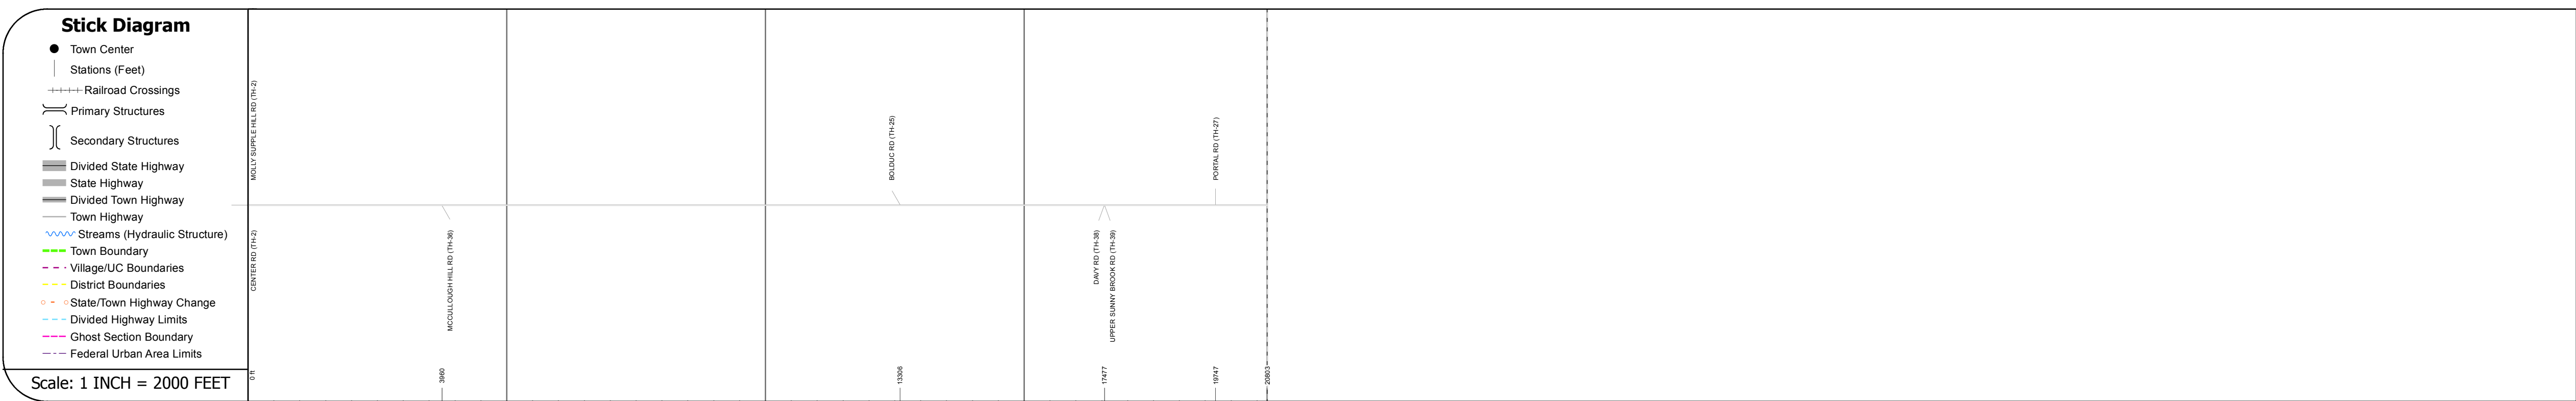 Stick Diagram
Town Center
Stations (Feet)
Railroad Crossings
Primary Structures
Secondary Structures
Divided State Highway
State Highway
Divided Town Highway
Town Highway
Streams (Hydraulic Structure)
Town Boundary
Village/UC Boundaries
District Boundaries
State/Town Highway Change
Divided Highway Limits
Ghost Section Boundary
Federal Urban Area Limits
Scale: 1 INCH = 2000 FEET
MOLLY SUPPLE HILL RD (TH-2)
CENTER RD (TH-2)
0 ft
MCCULLOUGH HILL RD (TH-36)
3960
BOLDUC RD (TH-25)
13306
DAVY RD (TH-38)
UPPER SUNNY BROOK RD (TH-39)
17477
PORTAL RD (TH-27)
19747
20803